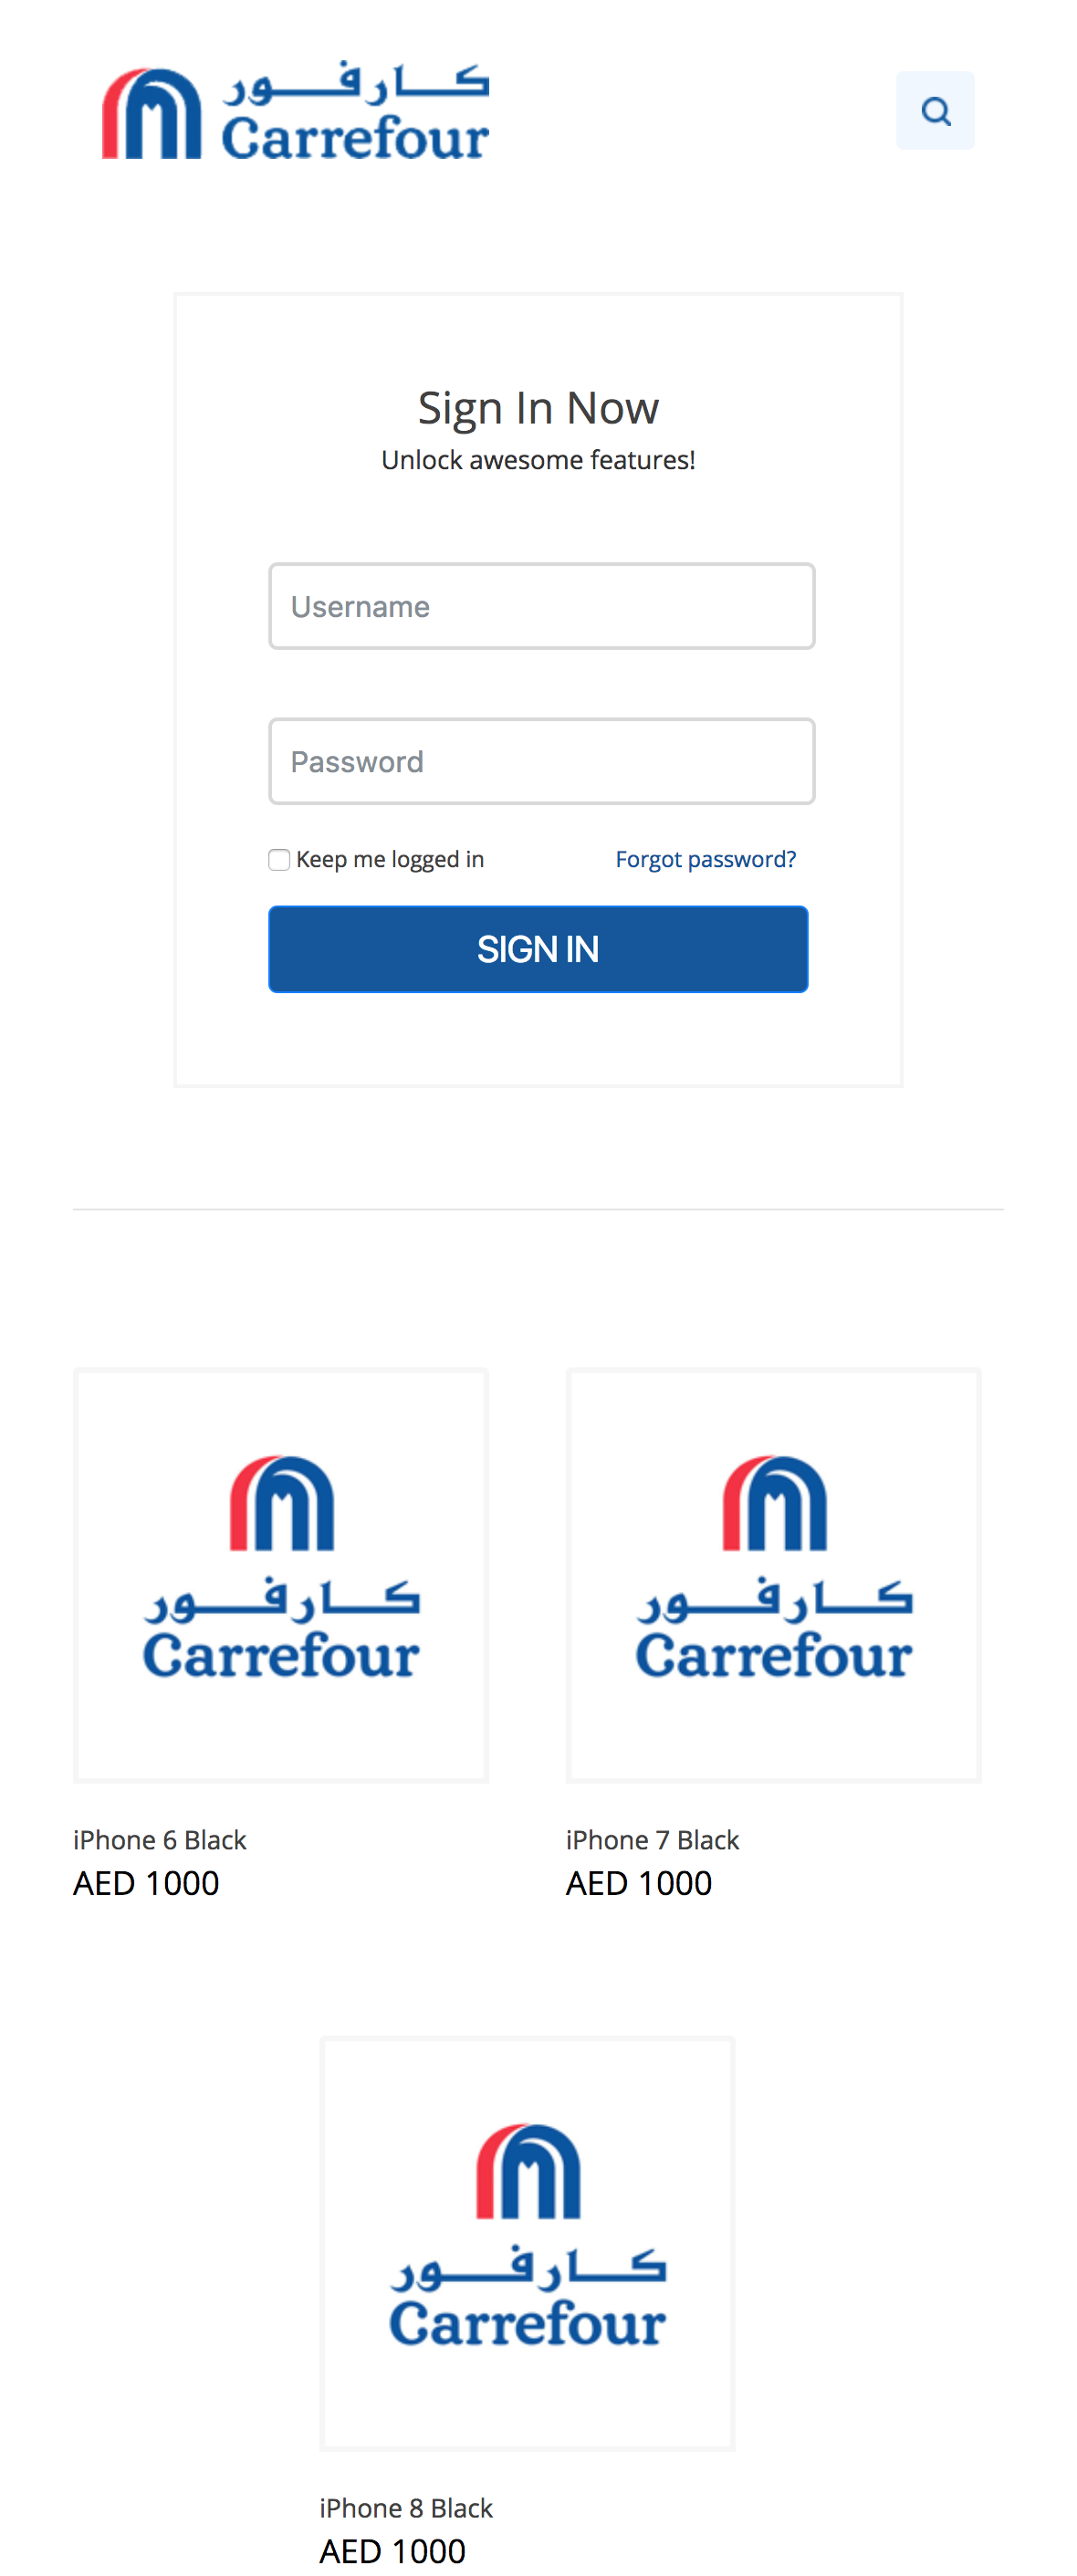 كارفور
Carrefour
Sign In Now
Unlock awesome features!
Username
Password
Keep me logged in
Forgot password?
SIGN IN
كارفور
Carrefour
كارفور
Carrefour
iPhone 6 Black
AED 1000
iPhone 7 Black
AED 1000
كارفور
Carrefour
iPhone 8 Black
AED 1000